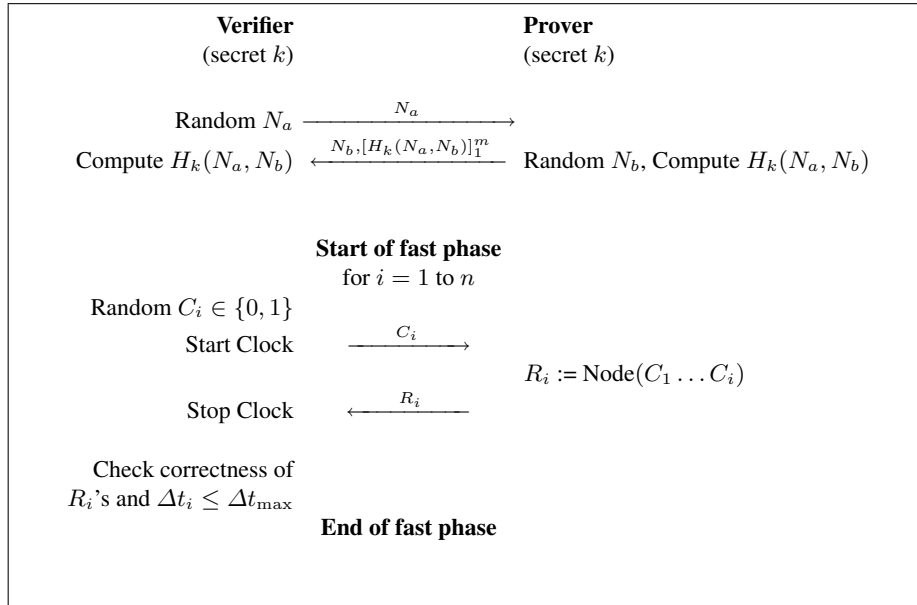 Verifier Prover
(secret k) (secret k)
N_a
Random N_a
N_b,[H_k(N_a,N_b)]_1^m
Compute H_k(N_a, N_b) Random N_b, Compute H_k(N_a, N_b)
Start of fast phase
for i = 1 to n
Random C_i ∈ {0, 1}
Start Clock C_i
R_i := Node(C_1 … C_i)
Stop Clock R_i
Check correctness of
R_i's and Δt_i ≤ Δt_max
End of fast phase